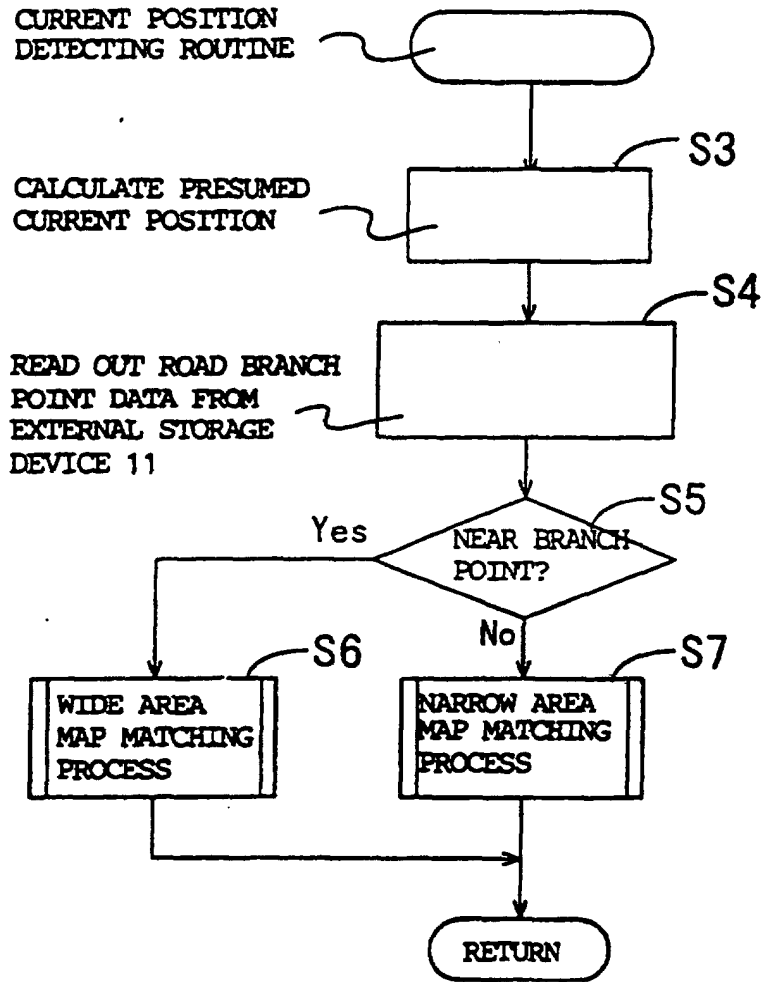 CURRENT POSITION
DETECTING ROUTINE
S3
CALCULATE PRESUMED
CURRENT POSITION
S4
READ OUT ROAD BRANCH
POINT DATA FROM
EXTERNAL STORAGE
DEVICE 11
S5
Yes
NEAR BRANCH
POINT?
No
S6
S7
WIDE AREA
MAP MATCHING
PROCESS
NARROW AREA
MAP MATCHING
PROCESS
RETURN